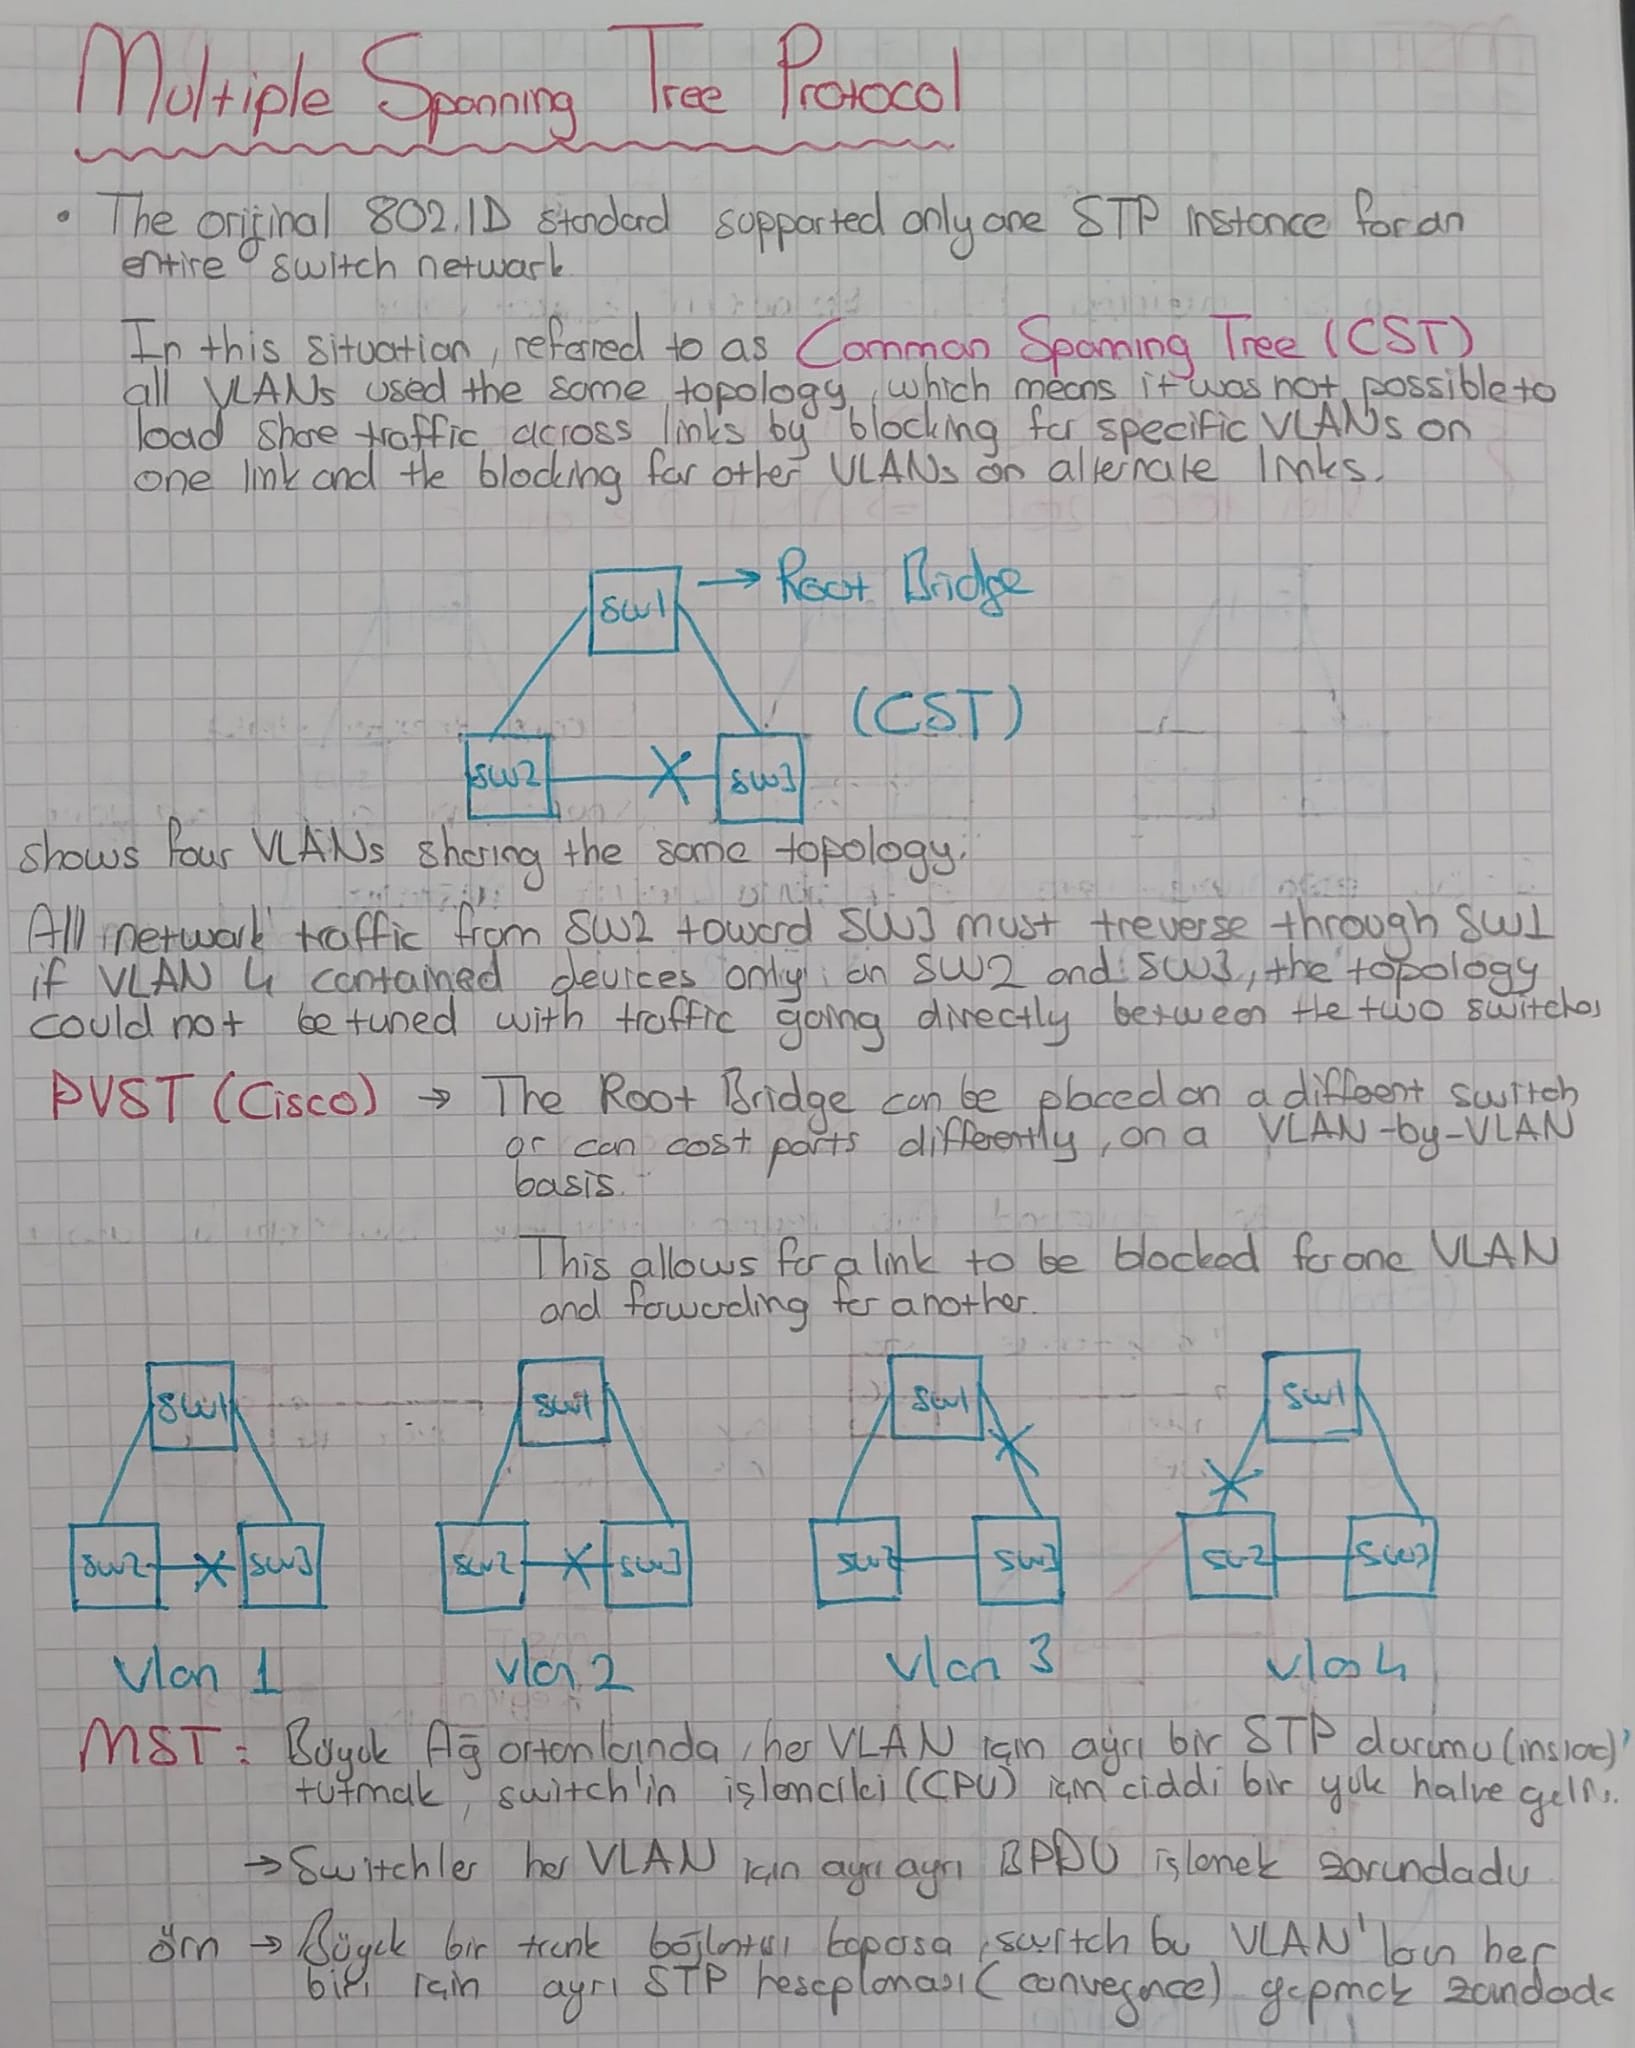 Multiple Spanning Tree Protocol
• The original 802.1D standard supported only one STP instance for an
entire switch network
In this situation, referred to as Common Spanning Tree (CST)
all VLANs used the same topology, which means it was not possible to
load share traffic across links by blocking for specific VLANs on
one link and the blocking for other VLANs on alternate links.
SW1 → Root Bridge
(CST)
SW2 SW3
shows four VLANs sharing the same topology.
All network traffic from SW2 toward SW3 must treverse through SW1
if VLAN 4 contained devices only on SW2 and SW3, the topology
could not be tuned with traffic going directly between the two switches
PVST (Cisco) → The Root Bridge can be placed on a different switch
or can cost ports differently, on a VLAN-by-VLAN
basis.
This allows for a link to be blocked for one VLAN
and fowarding for another.
SW1 SW1 SW1 SW1
SW2 SW3 SW2 SW3 SW2 SW3 SW2 SW3
Vlan 1 Vlan 2 Vlan 3 Vlan 4
MST: Büyük Ağ ortamlarında, her VLAN için ayrı bir STP durumu
tutmak, switch'in işlemcisi (CPU) için ciddi bir yük halıne gelir.
→ Switchler her VLAN için ayrı ayrı BPDU işlemek zorundadır
örn → Büyük bir trunk bağlantısı koparsa, switch bu VLAN'ların her
biri için ayrı STP hesaplaması (convegence) yapmak zorundadı